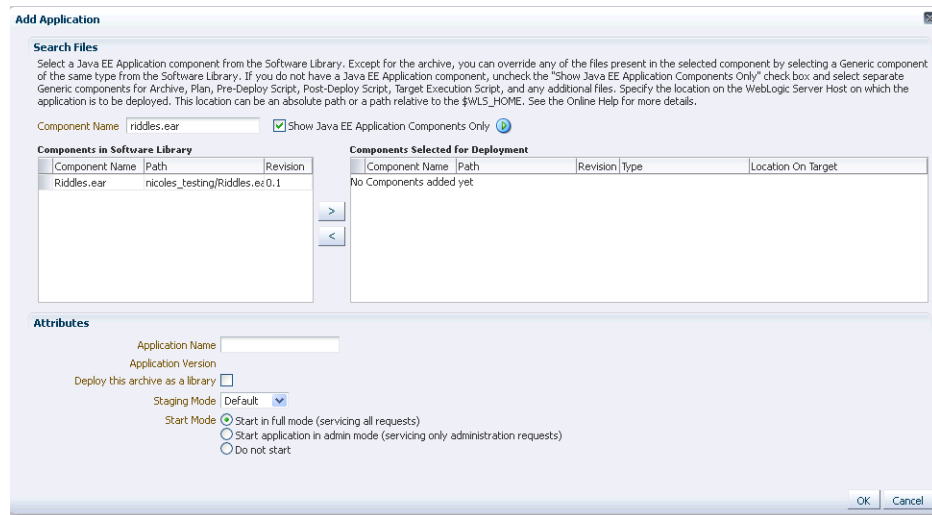 Add Application
Search Files
Select a Java EE Application component from the Software Library. Except for the archive, you can override any of the files present in the selected component by selecting a Generic component
of the same type from the Software Library. If you do not have a Java EE Application component, uncheck the "Show Java EE Application Components Only" check box and select separate
Generic components for Archive, Plan, Pre-Deploy Script, Post-Deploy Script, Target Execution Script, and any additional files. Specify the location on the WebLogic Server Host on which the
application is to be deployed. This location can be an absolute path or a path relative to the $WLS_HOME. See the Online Help for more details.
Component Name riddles.ear Show Java EE Application Components Only
Components in Software Library Components Selected for Deployment
Component Name Path Revision Component Name Path Revision Type Location On Target
Riddles.ear nicoles_testing/Riddles.ea 0.1 No Components added yet
>
<
Attributes
Application Name
Application Version
Deploy this archive as a library
Staging Mode Default
Start Mode Start in full mode (servicing all requests)
Start application in admin mode (servicing only administration requests)
Do not start
OK Cancel